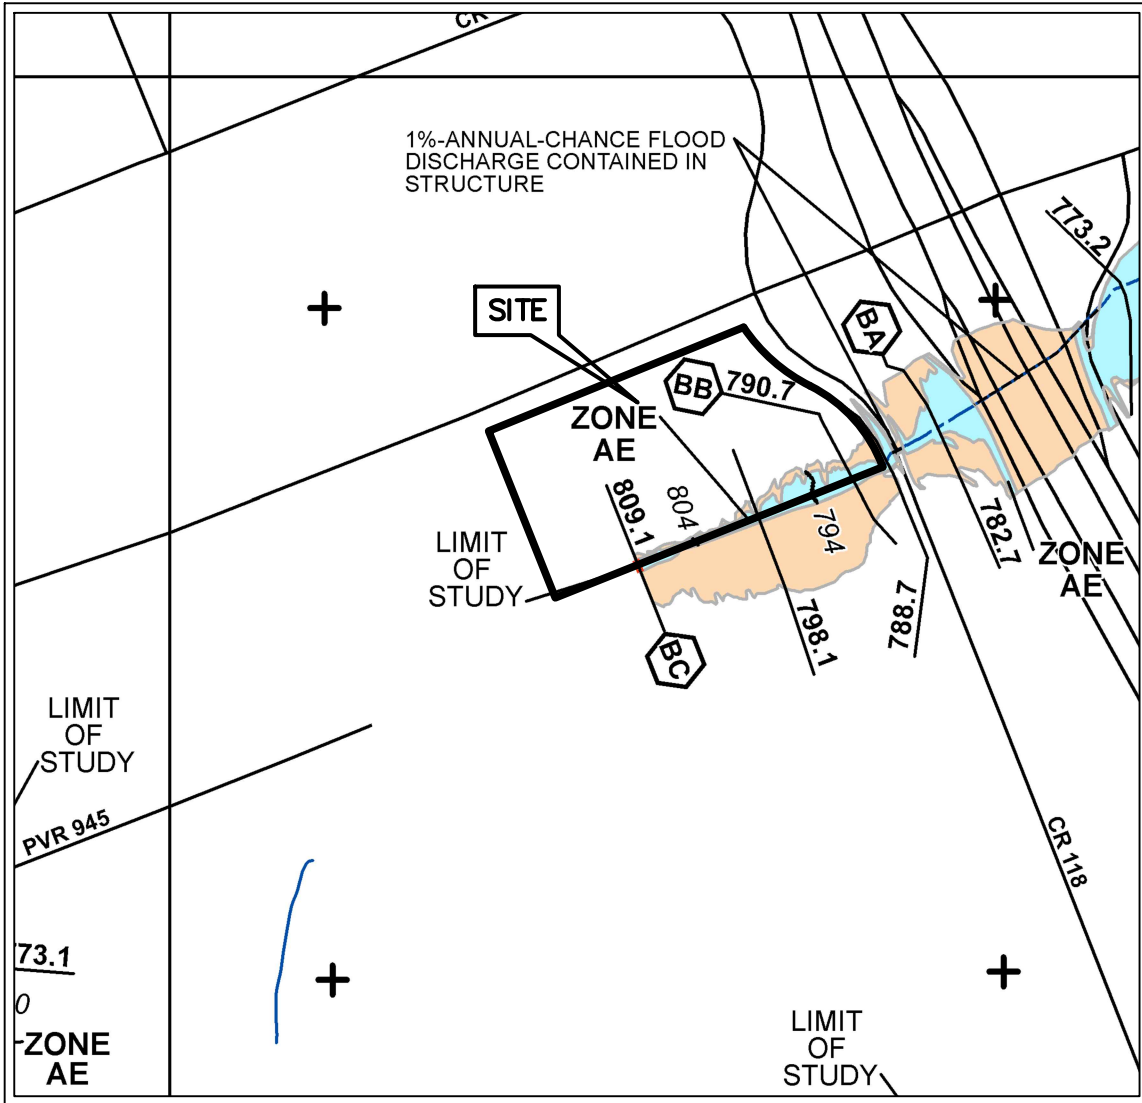 CR
1%-ANNUAL-CHANCE FLOOD
DISCHARGE CONTAINED IN
STRUCTURE
773.2
SITE
BA
BB
790.7
ZONE
AE
809.1
804
794
LIMIT
OF
STUDY
782.7
ZONE
AE
798.1
788.7
BC
LIMIT
OF
STUDY
PVR 945
CR 118
73.1
0
ZONE
AE
LIMIT
OF
STUDY